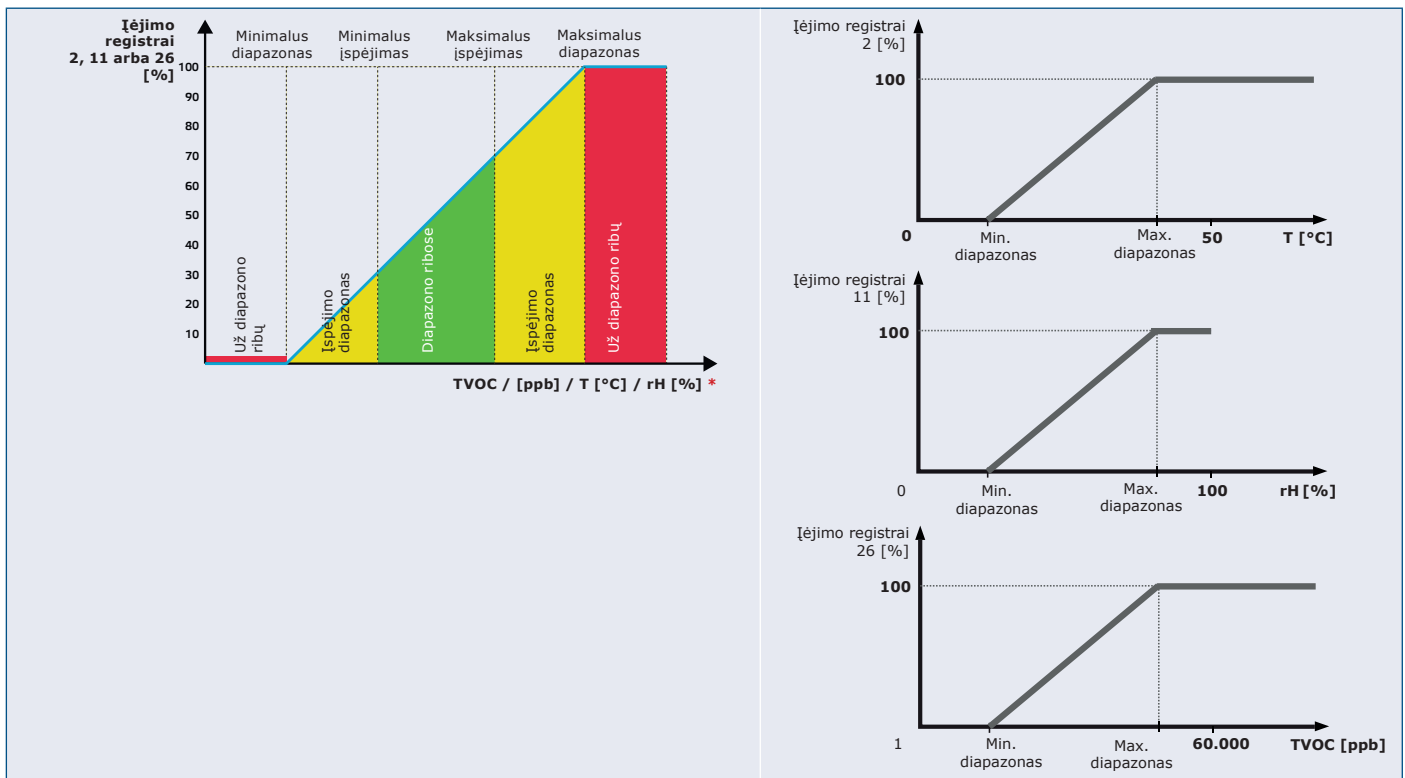 Įėjimo
registrai
2, 11 arba 26
[%]
Minimalus
diapazonas
Minimalus
įspėjimas
Maksimalus
įspėjimas
Maksimalus
diapazonas
100
90
80
70
60
50
40
30
20
10
Už diapazono
ribų
Įspėjimo
diapazonas
Diapazono ribose
Įspėjimo
diapazonas
Už diapazono ribų
TVOC / [ppb] / T [°C] / rH [%] *
Įėjimo registrai
2 [%]
100
0
Min.
diapazonas
Max.
diapazonas
50
T [°C]
Įėjimo registrai
11 [%]
100
0
Min.
diapazonas
Max.
diapazonas
100
rH [%]
Įėjimo registrai
26 [%]
100
1
Min.
diapazonas
Max.
diapazonas
60.000
TVOC [ppb]